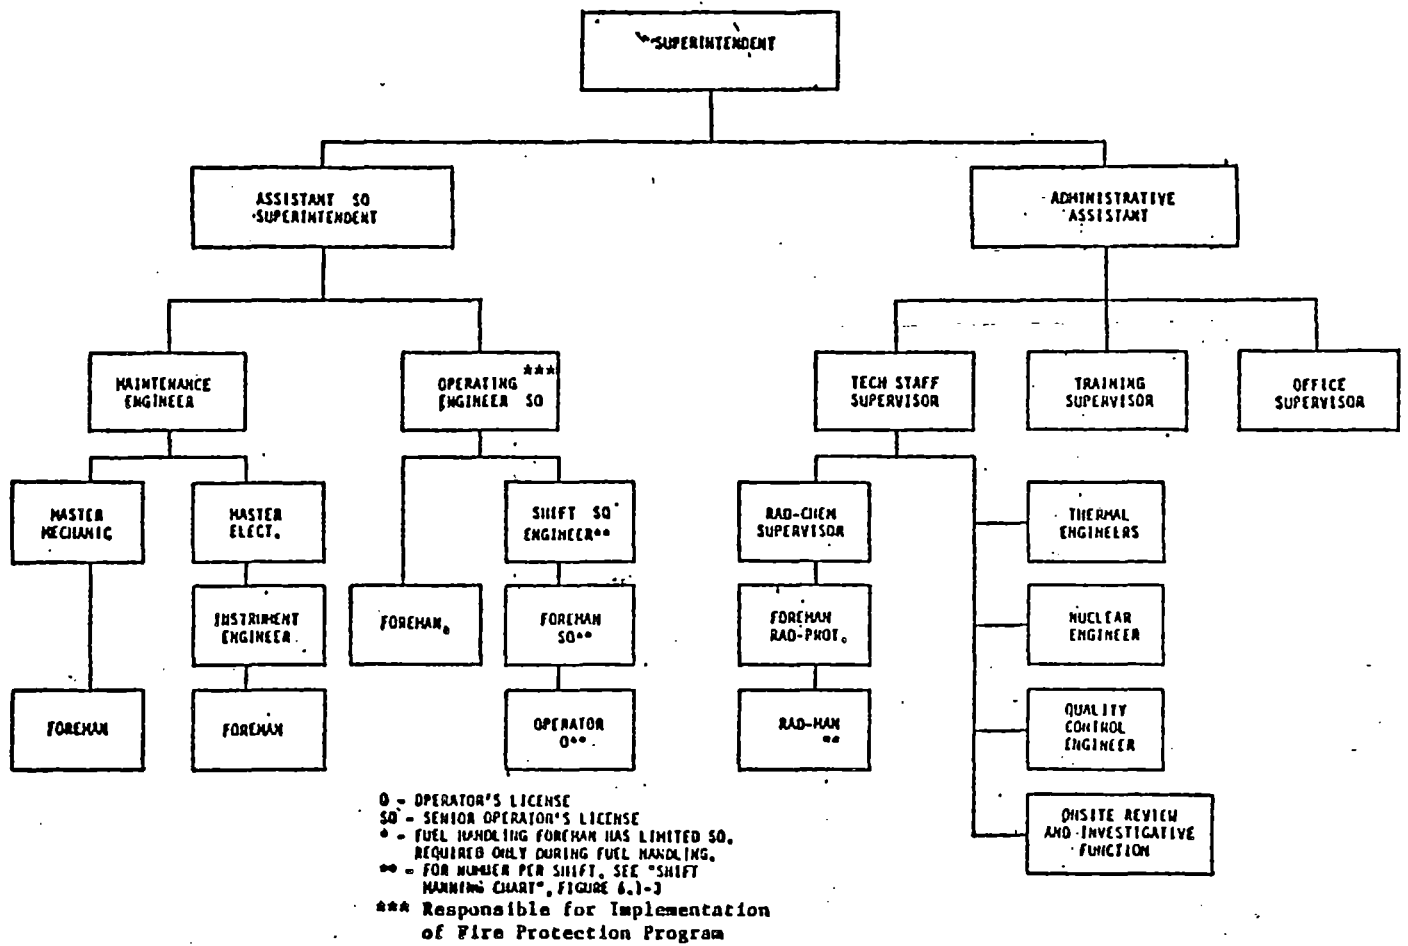 SUPERINTENDENT
ASSISTANT SO
SUPERINTENDENT
ADMINISTRATIVE
ASSISTANT
MAINTENANCE
ENGINEER
OPERATING ***
ENGINEER SO
TECH STAFF
SUPERVISOR
TRAINING
SUPERVISOR
OFFICE
SUPERVISOR
MASTER
MECHANIC
MASTER
ELECT.
SHIFT SO
ENGINEER**
RAD-CHEM
SUPERVISOR
THERMAL
ENGINEERS
INSTRUMENT
ENGINEER
FOREMAN*
FOREMAN
SO**
FOREMAN
RAD-PROT.
NUCLEAR
ENGINEER
FOREMAN
FOREMAN
OPERATOR
O**
RAD-MAN
**
QUALITY
CONTROL
ENGINEER
ONSITE REVIEW
AND INVESTIGATIVE
FUNCTION
O - OPERATOR'S LICENSE
SO - SENIOR OPERATOR'S LICENSE
* - FUEL HANDLING FOREMAN HAS LIMITED SO.
REQUIRED ONLY DURING FUEL HANDLING.
** - FOR NUMBER PER SHIFT. SEE "SHIFT
MANNING CHART", FIGURE 6.1-3
*** Responsible for Implementation
of Fire Protection Program